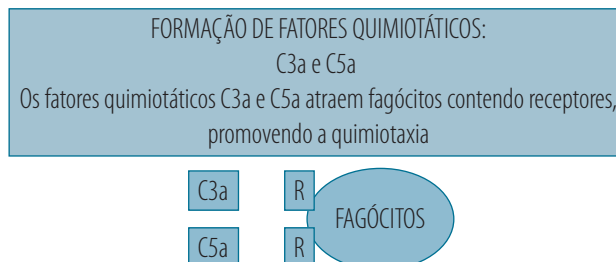 FORMAÇÃO DE FATORES QUIMIOTÁTICOS:
C3a e C5a
Os fatores quimiotáticos C3a e C5a atraem fagócitos contendo receptores,
promovendo a quimiotaxia
C3a R
FAGÓCITOS
C5a R